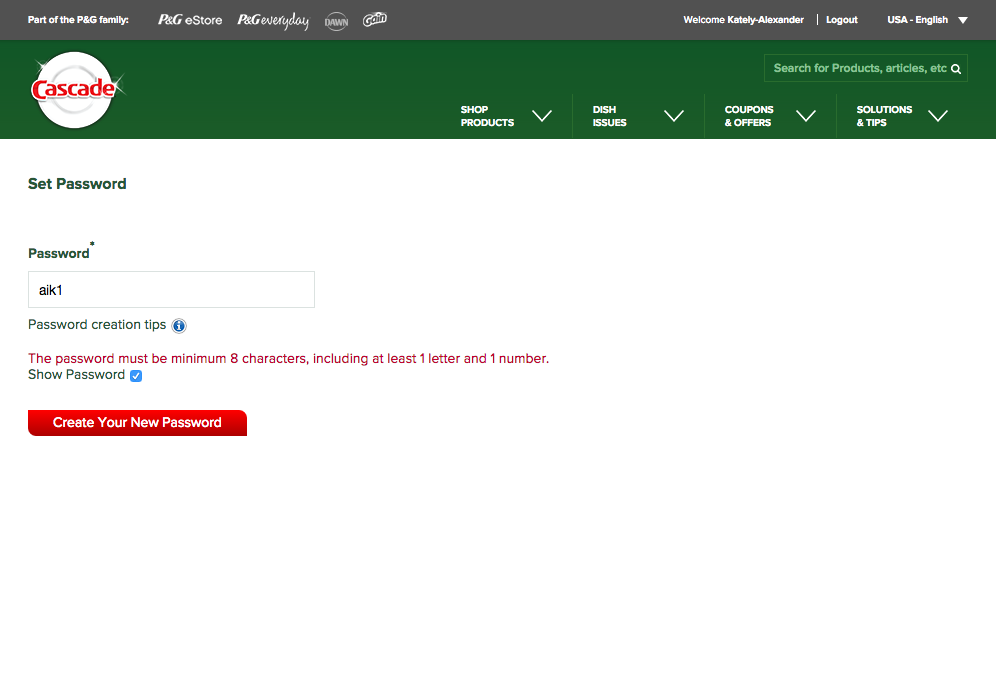 Part of the P&G family: P&G eStore P&G everyday DAWN Gain Welcome Kately-Alexander Logout USA - English
Cascade
Search for Products, articles, etc
SHOP
PRODUCTS
DISH
ISSUES
COUPONS
& OFFERS
SOLUTIONS
& TIPS
Set Password
Password*
aik1
Password creation tips
The password must be minimum 8 characters, including at least 1 letter and 1 number.
Show Password
Create Your New Password